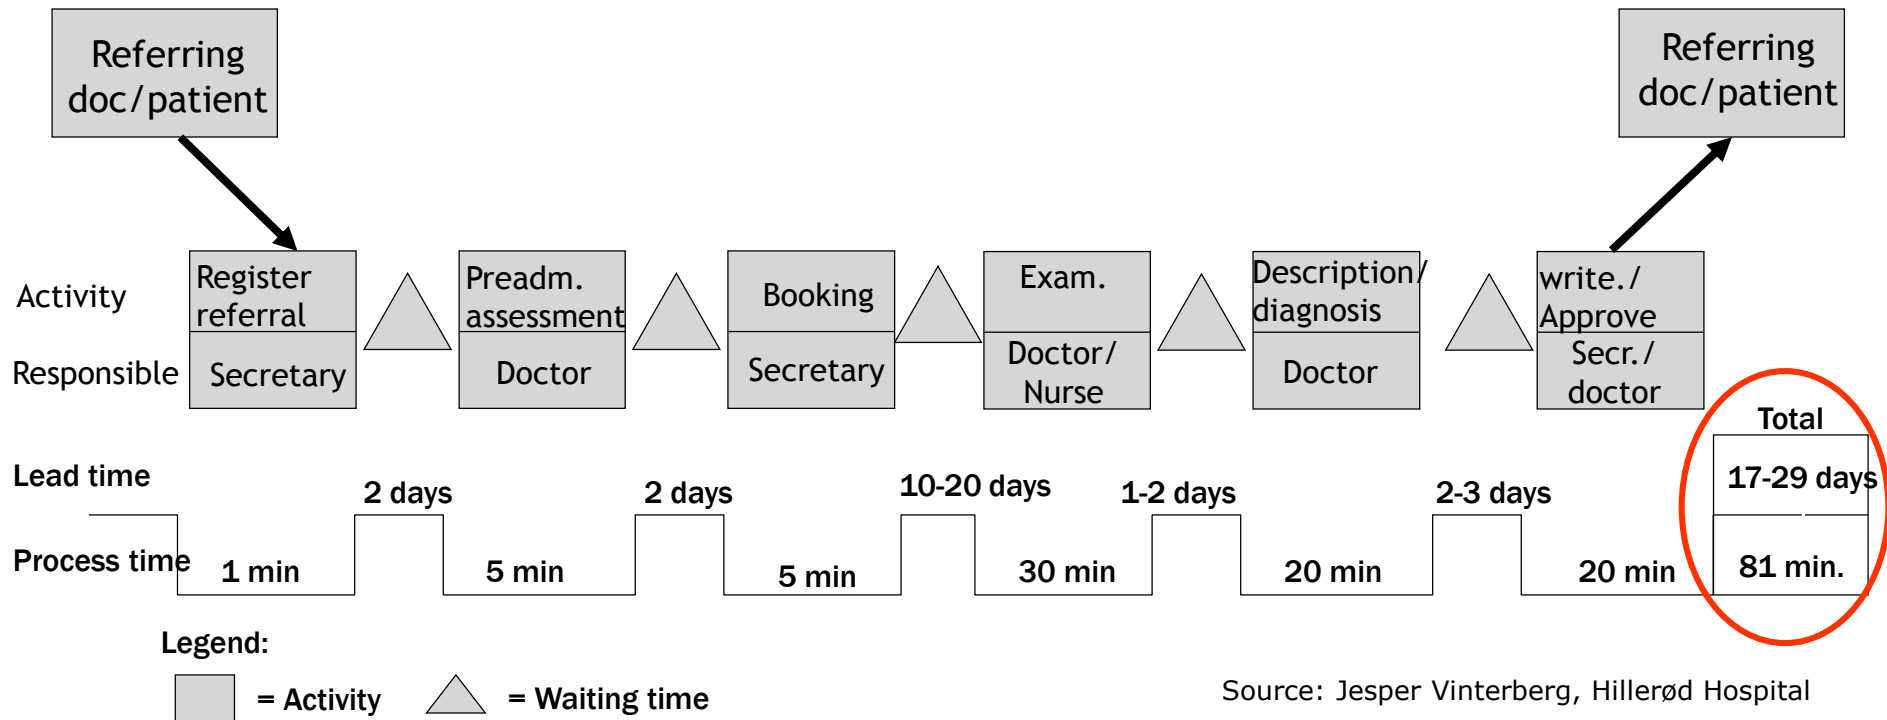 Referring
doc/patient
Referring
doc/patient
Activity
Register
referral
Preadm.
assessment
Booking
Exam.
Description/
diagnosis
write./
Approve
Responsible
Secretary
Doctor
Secretary
Doctor/
Nurse
Doctor
Secr./
doctor
Total
Lead time
2 days
2 days
10-20 days
1-2 days
2-3 days
17-29 days
Process time
1 min
5 min
5 min
30 min
20 min
20 min
81 min.
Legend:
= Activity
= Waiting time
Source: Jesper Vinterberg, Hillerød Hospital